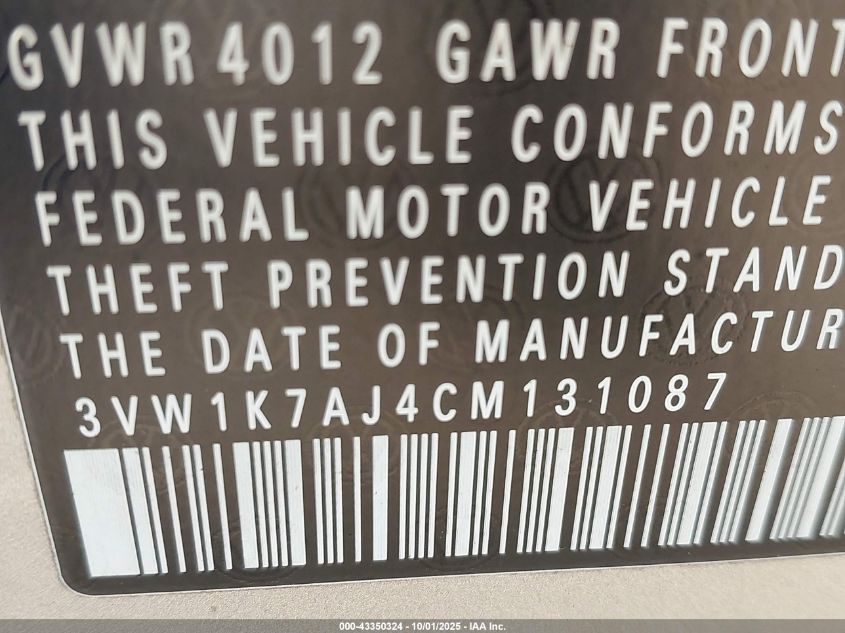 GVWR 4012 GAWR FRONT
THIS VEHICLE CONFORMS
FEDERAL MOTOR VEHICLE
THEFT PREVENTION STAND
THE DATE OF MANUFACTUR
3VW1K7AJ4CM131087
000-43350324 | 10/01/2025 | IAA Inc.